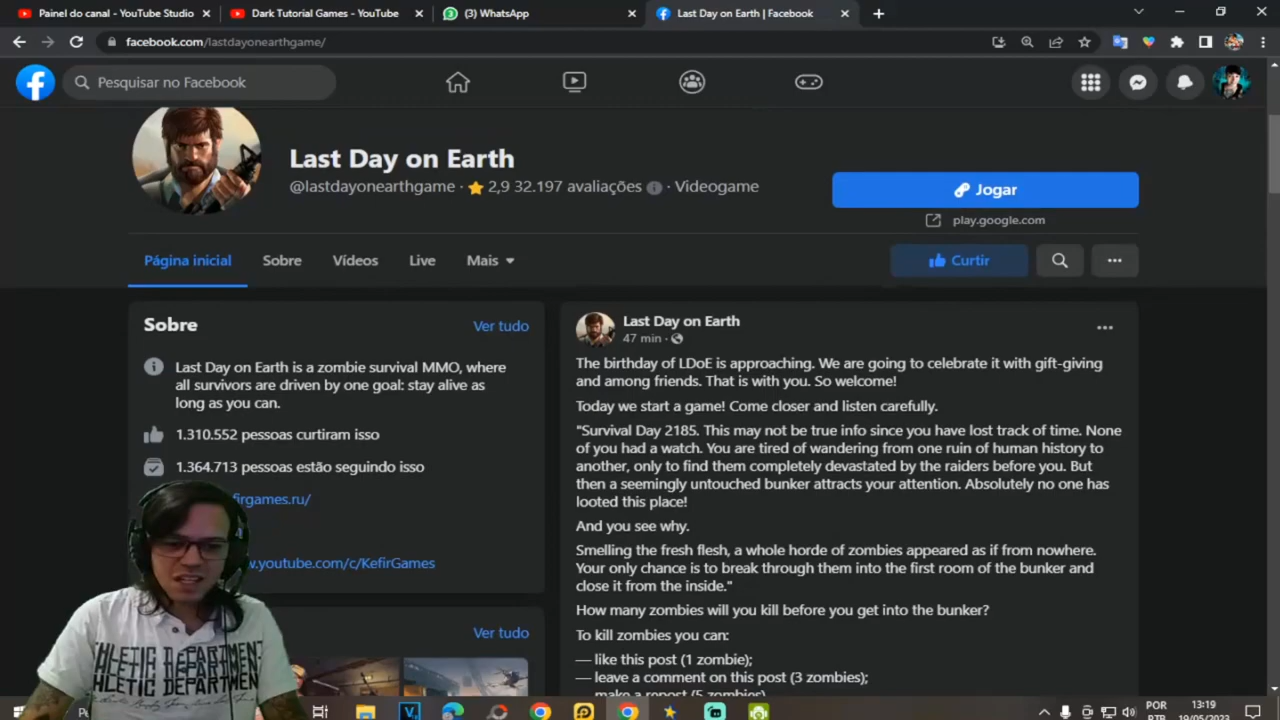 Painel do canal - YouTube Studio
Dark Tutorial Games - YouTube
(3) WhatsApp
Last Day on Earth | Facebook
facebook.com/lastdayonearthgame/
Pesquisar no Facebook
Last Day on Earth
@lastdayonearthgame · 2,9 32.197 avaliações · Videogame
Jogar
play.google.com
Página inicial
Sobre
Vídeos
Live
Mais
Curtir
Sobre
Ver tudo
Last Day on Earth is a zombie survival MMO, where
all survivors are driven by one goal: stay alive as
long as you can.
1.310.552 pessoas curtiram isso
1.364.713 pessoas estão seguindo isso
firgames.ru/
w.youtube.com/c/KefirGames
Ver tudo
Last Day on Earth
47 min ·
The birthday of LDoE is approaching. We are going to celebrate it with gift-giving
and among friends. That is with you. So welcome!
Today we start a game! Come closer and listen carefully.
"Survival Day 2185. This may not be true info since you have lost track of time. None
of you had a watch. You are tired of wandering from one ruin of human history to
another, only to find them completely devastated by the raiders before you. But
then a seemingly untouched bunker attracts your attention. Absolutely no one has
looted this place!
And you see why.
Smelling the fresh flesh, a whole horde of zombies appeared as if from nowhere.
Your only chance is to break through them into the first room of the bunker and
close it from the inside."
How many zombies will you kill before you get into the bunker?
To kill zombies you can:
— like this post (1 zombie);
— leave a comment on this post (3 zombies);
— make a repost (5 zombies)
THLETIC DEPARTMENT
THLETIC DEPARTMENT
THLETIC DEPARTMENT
POR
13:19
19/05/2023